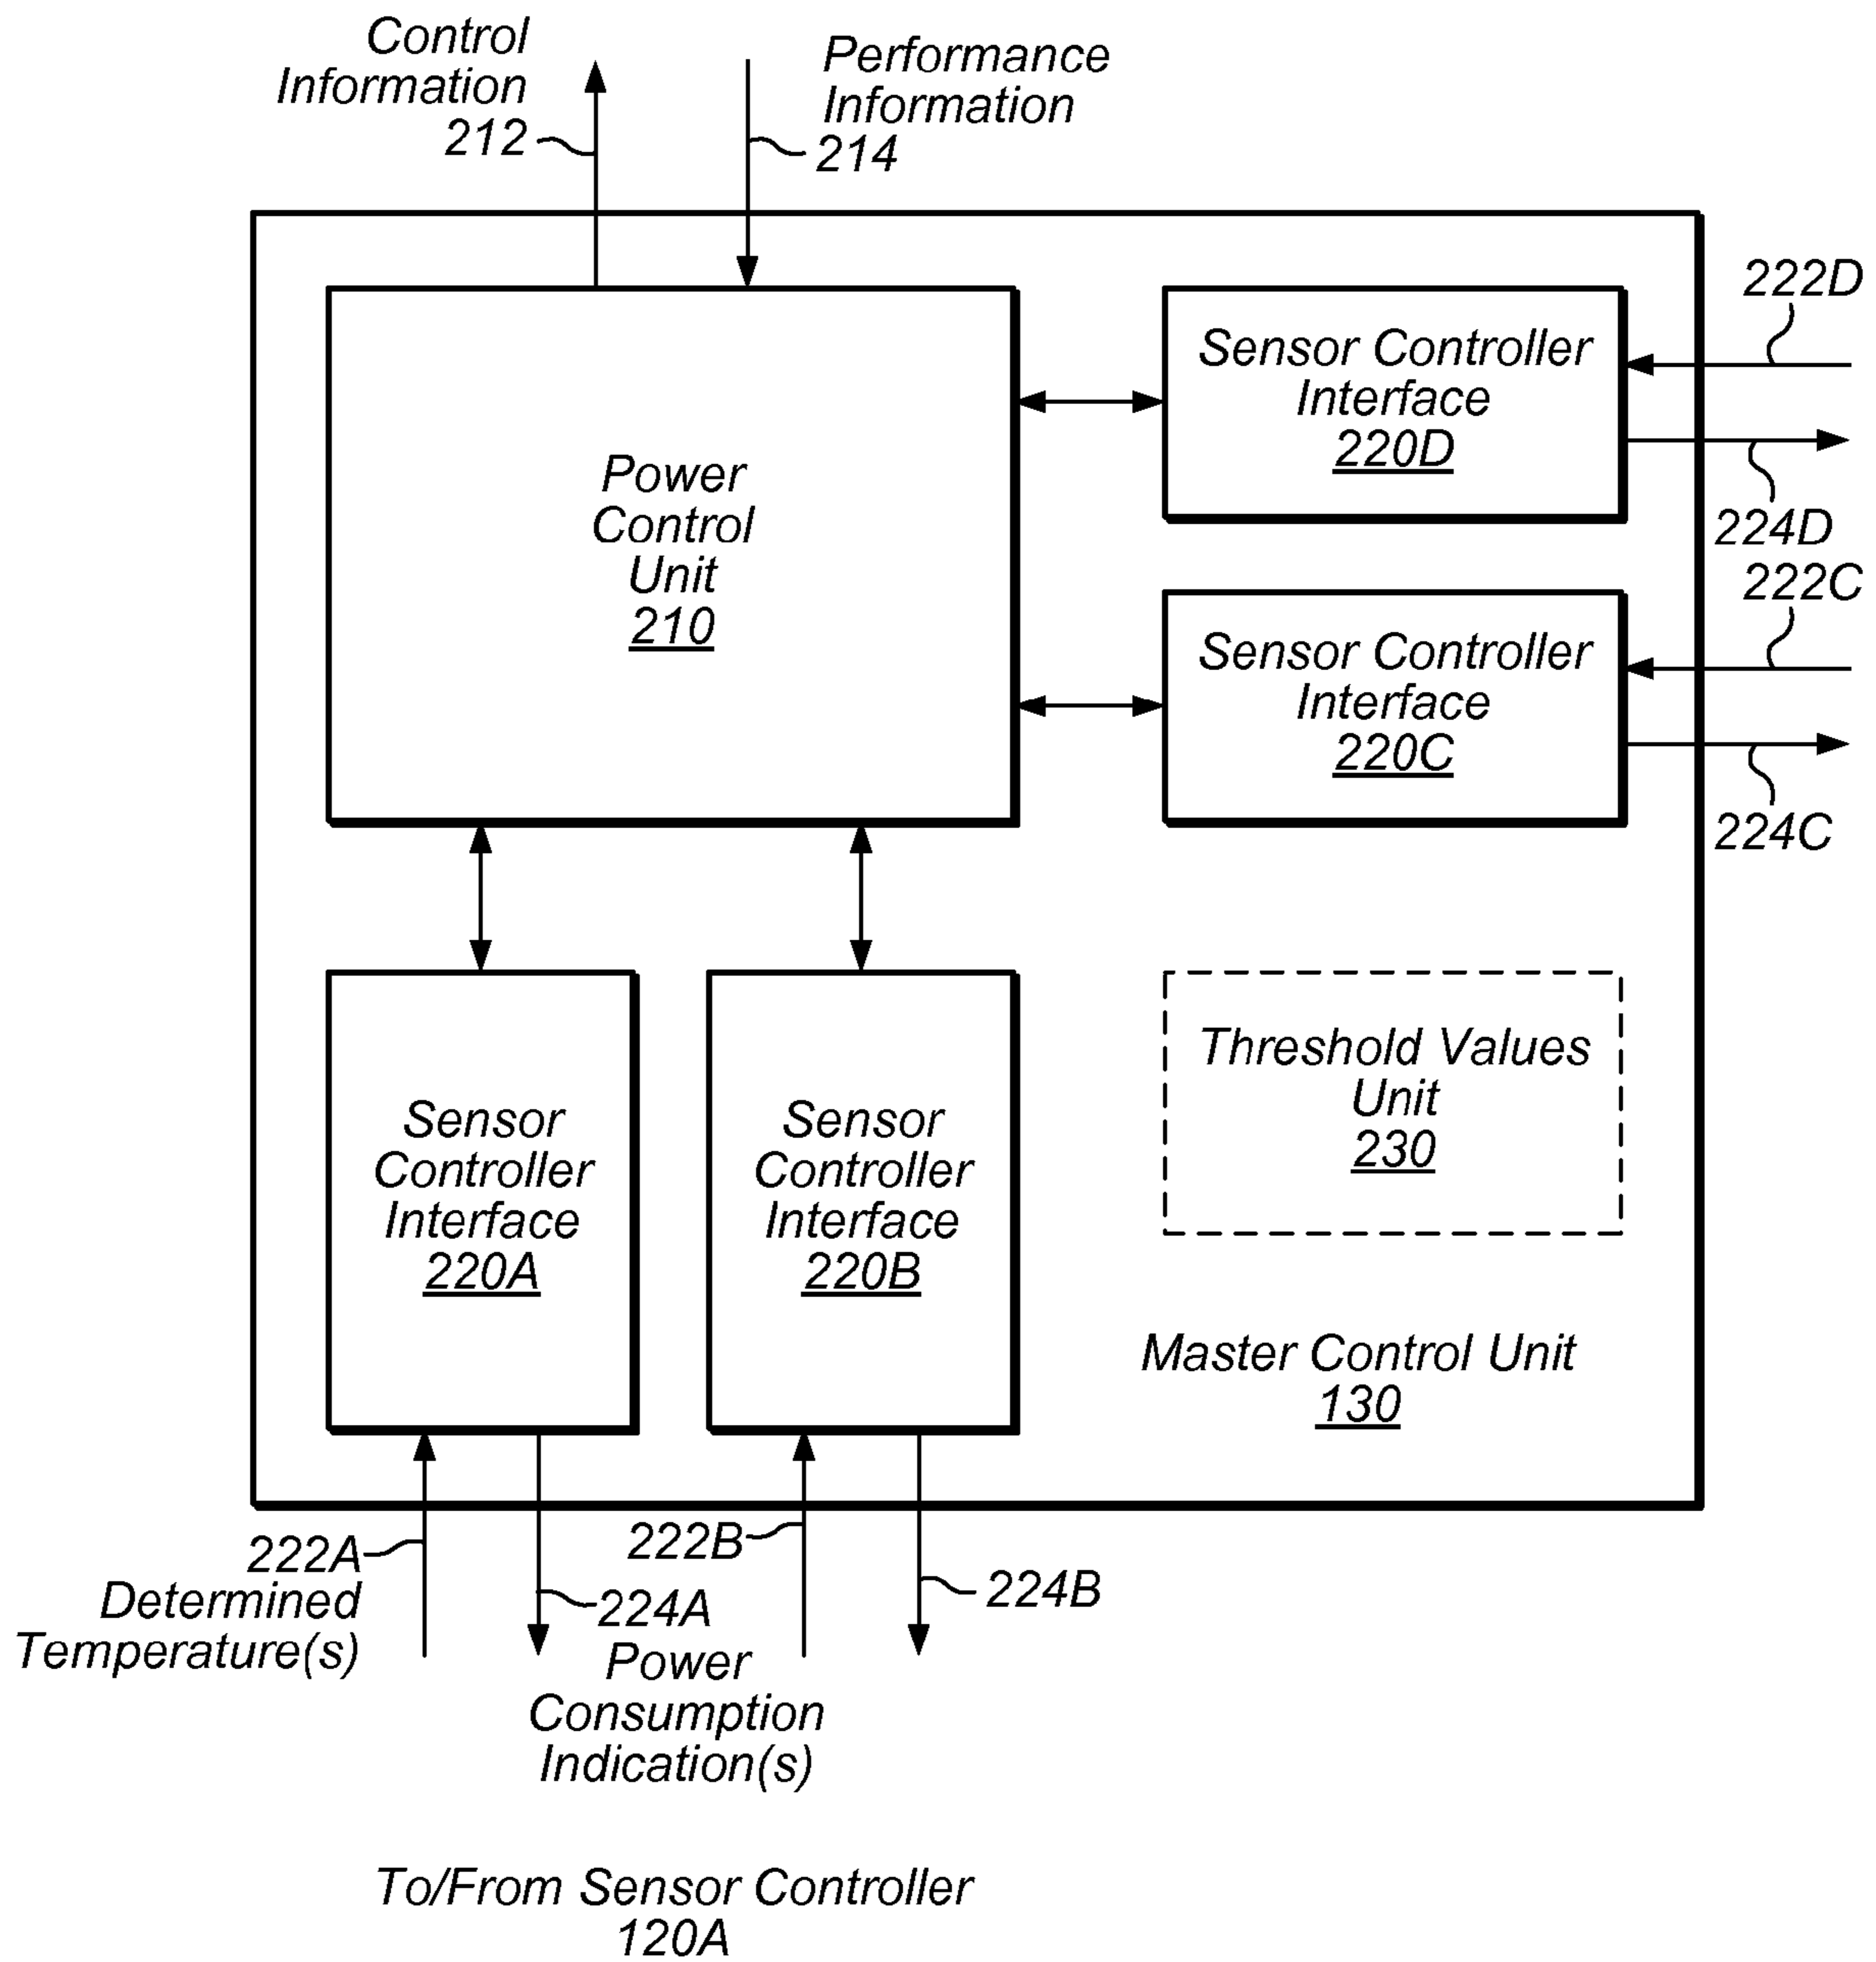 Control
Information
212
Performance
Information
214
222D
Sensor Controller
Interface
220D
224D
Power
Control
Unit
210
222C
Sensor Controller
Interface
220C
224C
Sensor
Controller
Interface
220A
Sensor
Controller
Interface
220B
Threshold Values
Unit
230
Master Control Unit
130
222A
Determined
Temperature(s)
224A
Power
Consumption
Indication(s)
222B
224B
To/From Sensor Controller
120A